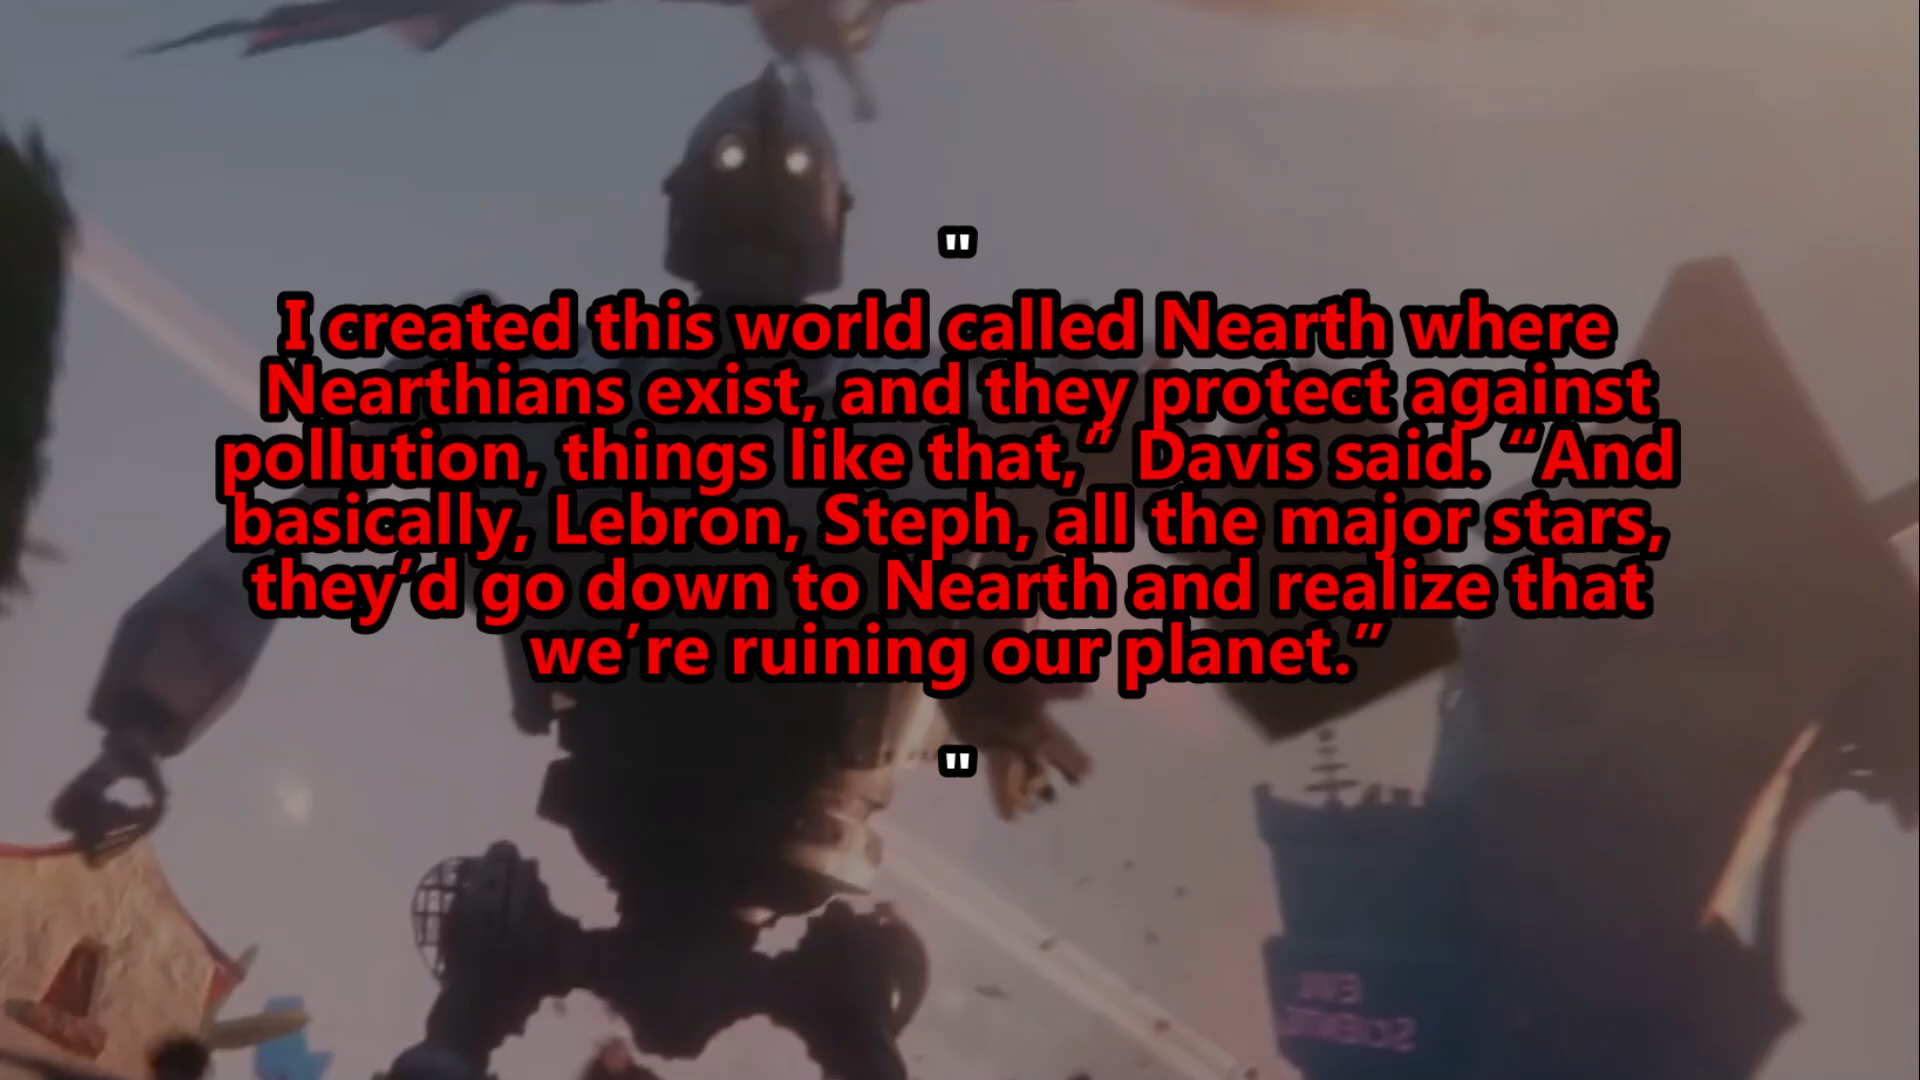 "
I created this world called Nearth where
Nearthians exist, and they protect against
pollution, things like that,” Davis said. “And
basically, Lebron, Steph, all the major stars,
they’d go down to Nearth and realize that
we’re ruining our planet.”
"
EVIL
SCIENTIST